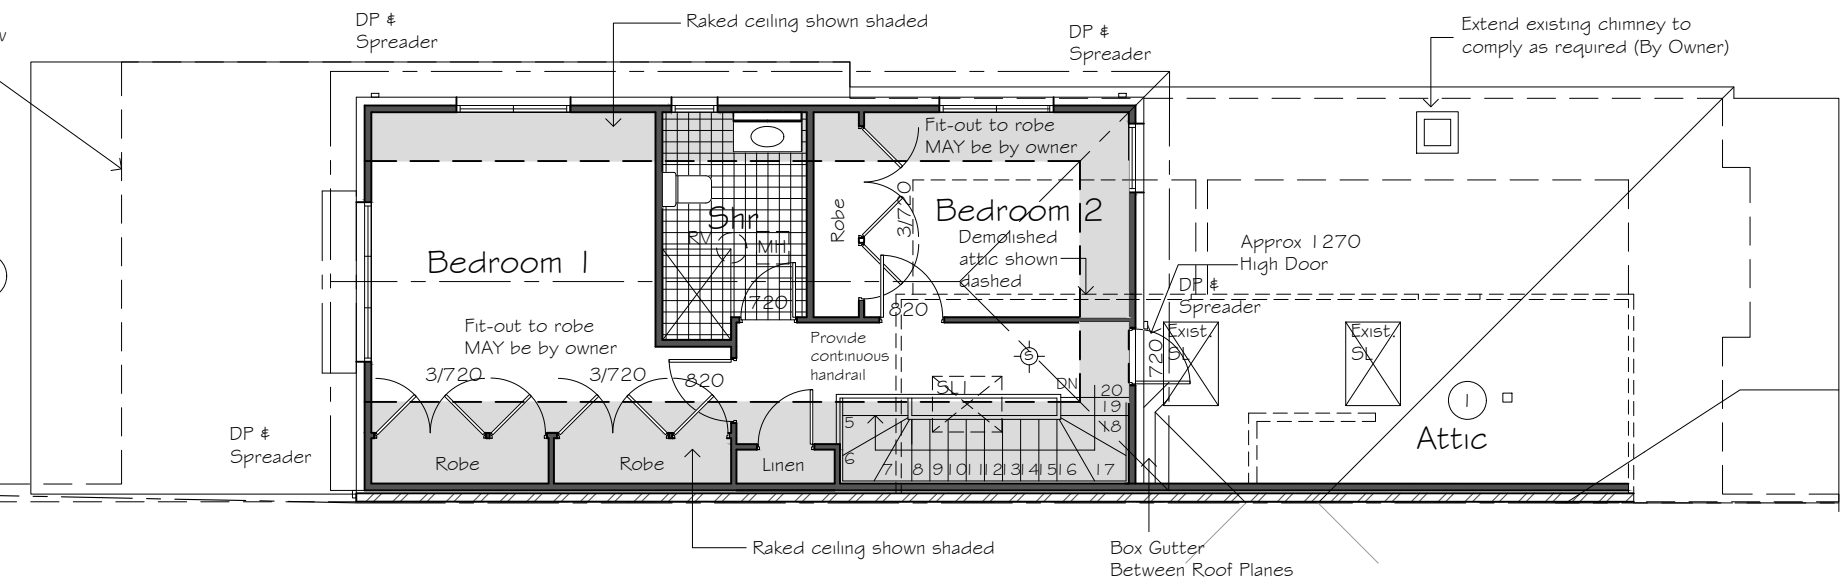 DP &
Spreader
Raked ceiling shown shaded
DP &
Spreader
Extend existing chimney to
comply as required (By Owner)
Fit-out to robe
MAY be by owner
Robe
3/720
Bedroom 2
Demolished
attic shown
dashed
Shr
RV
MH
720
820
Bedroom 1
Approx 1270
High Door
DP &
Spreader
Exist.
SL
Exist.
SL
720
Fit-out to robe
MAY be by owner
3/720
3/720
820
Provide
continuous
handrail
S
SL
DN
20
19
18
5
6
7 8 9 10 11 12 13 14 15 16 17
1
Attic
DP &
Spreader
Robe
Robe
Linen
Raked ceiling shown shaded
Box Gutter
Between Roof Planes